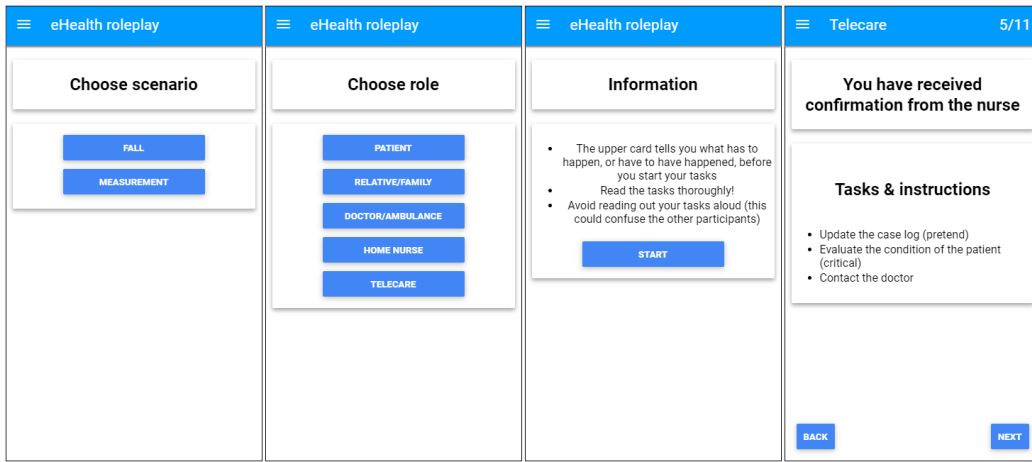 eHealth roleplay
Choose scenario
FALL
MEASUREMENT
eHealth roleplay
Choose role
PATIENT
RELATIVE/FAMILY
DOCTOR/AMBULANCE
HOME NURSE
TELECARE
eHealth roleplay
Information
• The upper card tells you what has to
happen, or have to have happened, before
you start your tasks
• Read the tasks thoroughly!
• Avoid reading out your tasks aloud (this
could confuse the other participants)
START
Telecare 5/11
You have received
confirmation from the nurse
Tasks & instructions
• Update the case log (pretend)
• Evaluate the condition of the patient
(critical)
• Contact the doctor
BACK NEXT